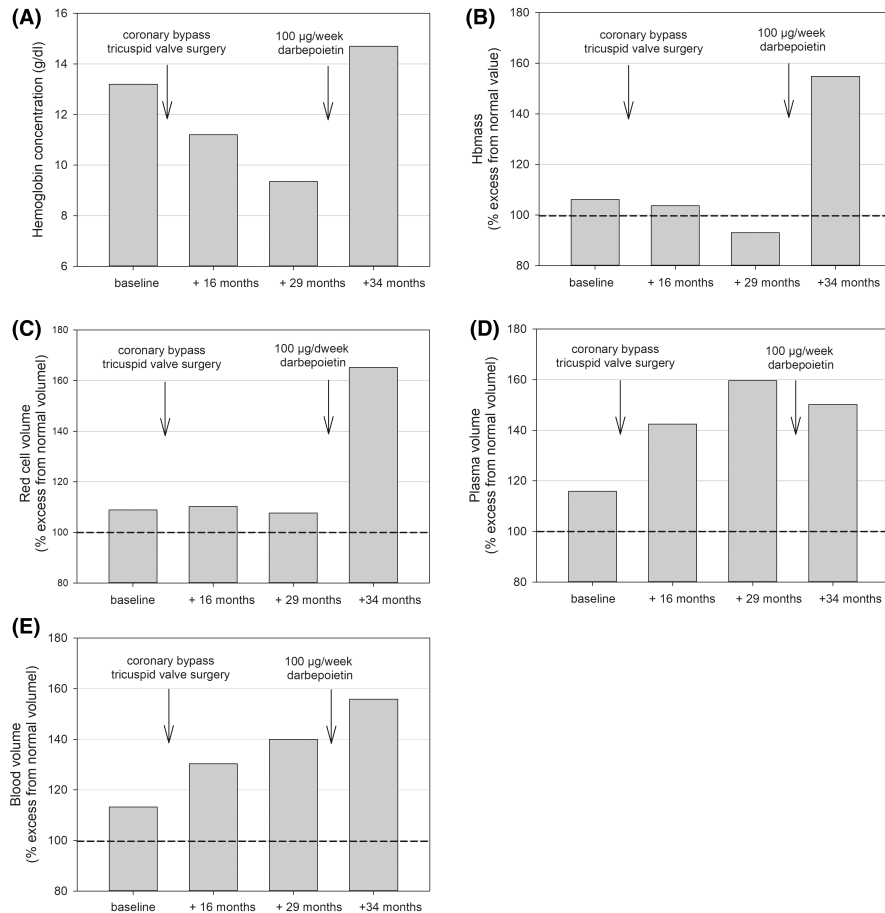 (A)
coronary bypass
tricuspid valve surgery
100 µg/week
darbepoietin
Hemoglobin concentration (g/dl)
16
14
12
10
8
6
baseline
+ 16 months
+ 29 months
+34 months
(B)
coronary bypass
tricuspid valve surgery
100 µg/week
darbepoietin
Hbmass
(% excess from normal value)
180
160
140
120
100
80
baseline
+ 16 months
+ 29 months
+34 months
(C)
coronary bypass
tricuspid valve surgery
100 µg/dweek
darbepoietin
Red cell volume
(% excess from normal volumel)
180
160
140
120
100
80
baseline
+ 16 months
+ 29 months
+34 months
(D)
coronary bypass
tricuspid valve surgery
100 µg/week
darbepoietin
Plasma volume
(% excess from normal volumel)
180
160
140
120
100
80
baseline
+ 16 months
+ 29 months
+34 months
(E)
coronary bypass
tricuspid valve surgery
100 µg/week
darbepoietin
Blood volume
(% excess from normal volumel)
180
160
140
120
100
80
baseline
+ 16 months
+ 29 months
+34 months